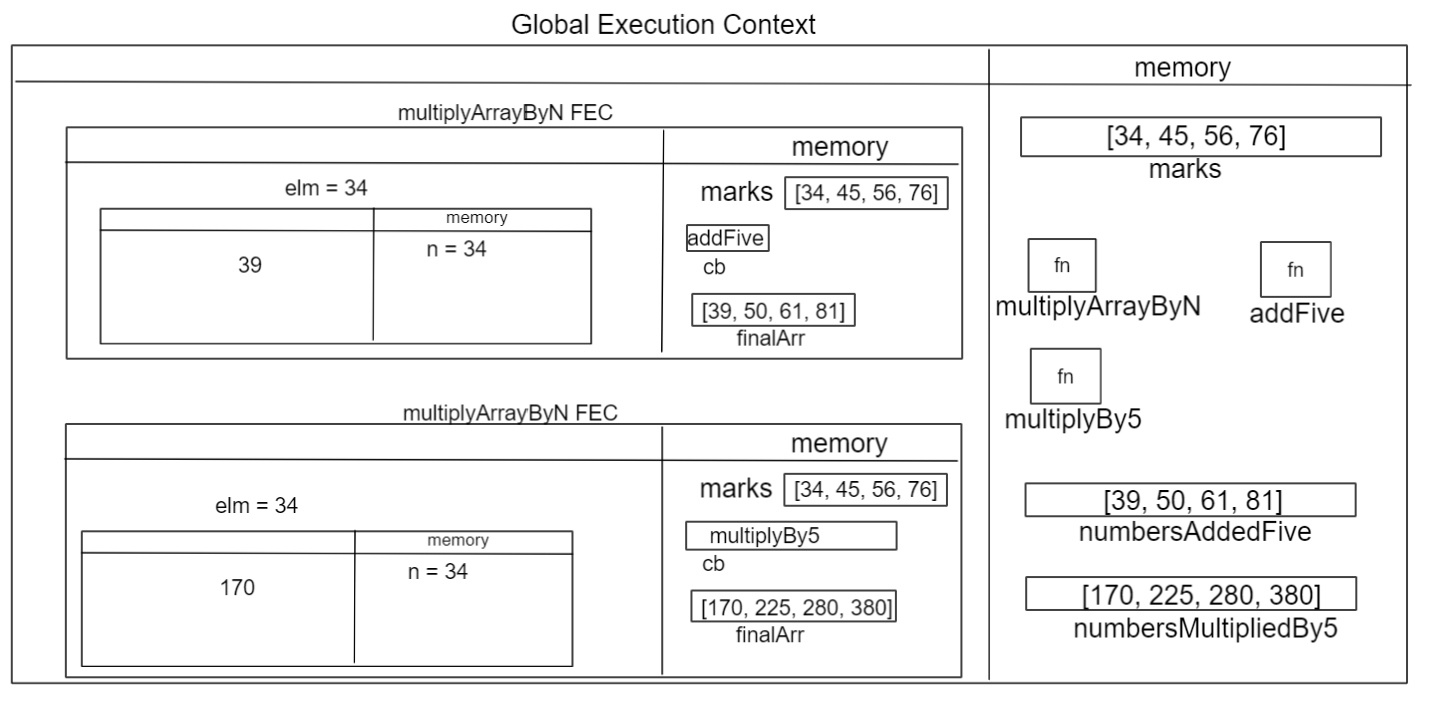 Global Execution Context
memory
multiplyArrayByN FEC
memory
marks [34, 45, 56, 76]
elm = 34
memory
n = 34
39
addFive
cb
[39, 50, 61, 81]
finalArr
multiplyArrayByN FEC
memory
marks [34, 45, 56, 76]
elm = 34
memory
n = 34
170
multiplyBy5
cb
[170, 225, 280, 380]
finalArr
[34, 45, 56, 76]
marks
fn
multiplyArrayByN
fn
addFive
fn
multiplyBy5
[39, 50, 61, 81]
numbersAddedFive
[170, 225, 280, 380]
numbersMultipliedBy5